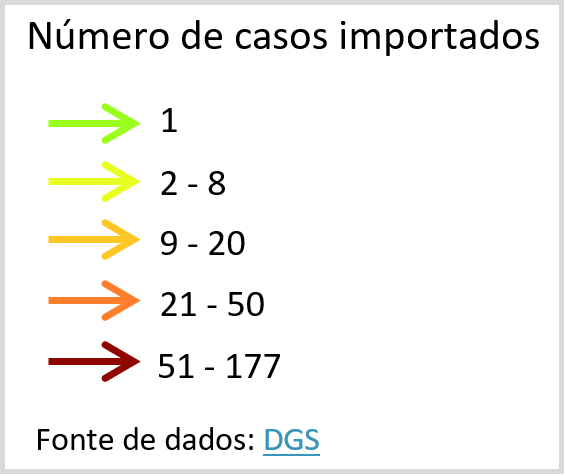 Número de casos importados
1
2 - 8
9 - 20
21 - 50
51 - 177
Fonte de dados: DGS